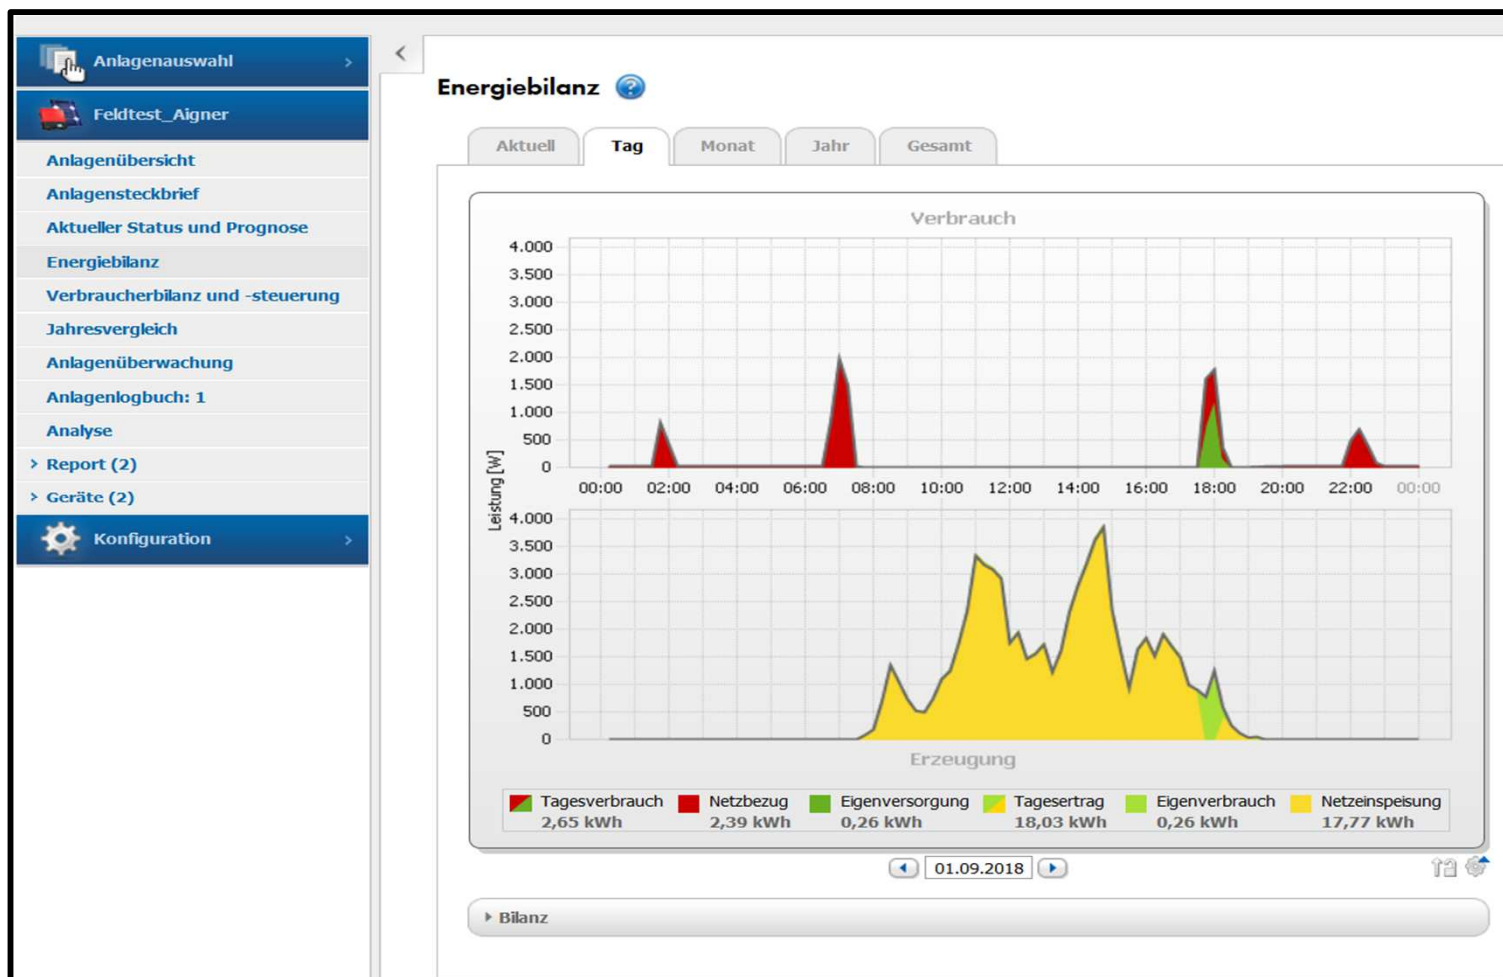 Anlagenauswahl
Feldtest_Aigner
Anlagenübersicht
Anlagensteckbrief
Aktueller Status und Prognose
Energiebilanz
Verbraucherbilanz und -steuerung
Jahresvergleich
Anlagenüberwachung
Anlagenlogbuch: 1
Analyse
Report (2)
Geräte (2)
Konfiguration
Energiebilanz
Aktuell Tag Monat Jahr Gesamt
Verbrauch
4.000
3.500
3.000
2.500
2.000
1.500
1.000
500
0
00:00 02:00 04:00 06:00 08:00 10:00 12:00 14:00 16:00 18:00 20:00 22:00 00:00
Leistung [W]
4.000
3.500
3.000
2.500
2.000
1.500
1.000
500
0
Erzeugung
Tagesverbrauch Netzbezug Eigenversorgung Tagesertrag Eigenverbrauch Netzeinspeisung
2,65 kWh 2,39 kWh 0,26 kWh 18,03 kWh 0,26 kWh 17,77 kWh
01.09.2018
Bilanz